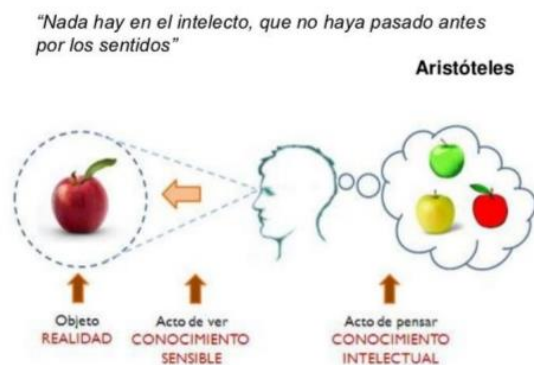 “Nada hay en el intelecto, que no haya pasado antes
por los sentidos”
Aristóteles
Objeto
REALIDAD
Acto de ver
CONOCIMIENTO
SENSIBLE
Acto de pensar
CONOCIMIENTO
INTELECTUAL